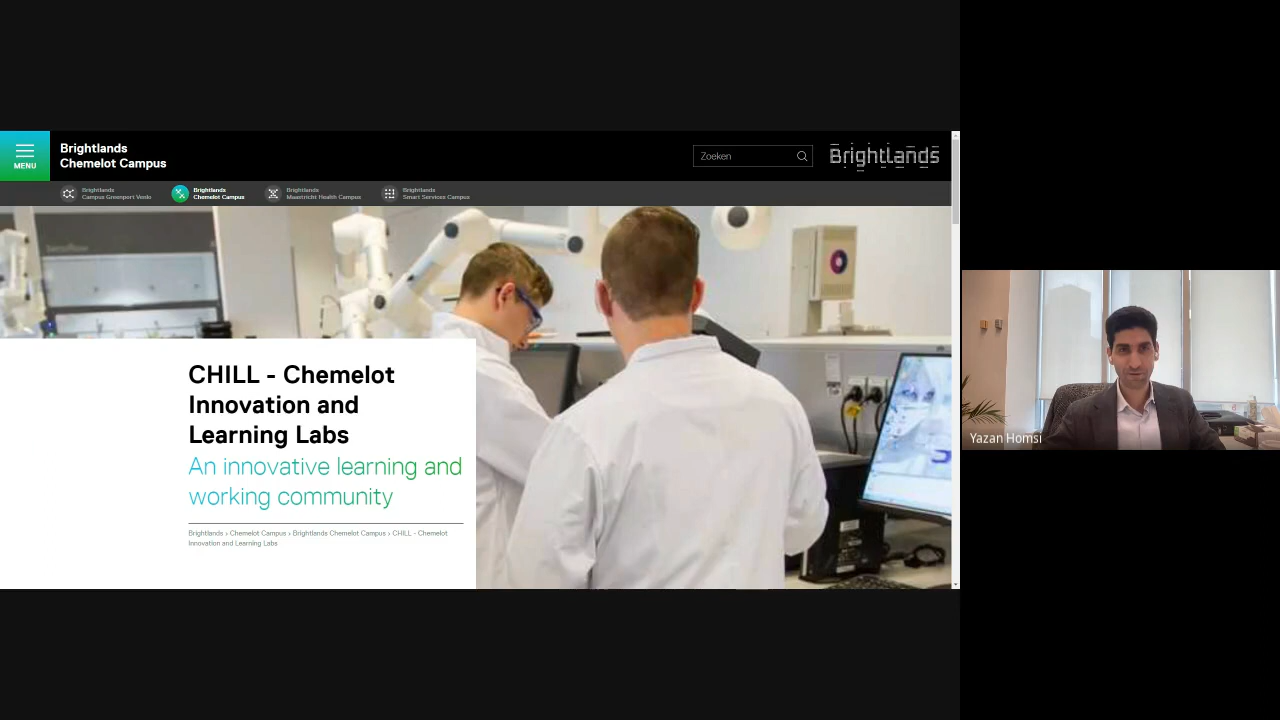 MENU
Brightlands
Chemelot Campus
Zoeken
Brightlands
Brightlands
Campus Greenport Venlo
Brightlands
Chemelot Campus
Brightlands
Maastricht Health Campus
Brightlands
Smart Services Campus
CHILL - Chemelot
Innovation and
Learning Labs
An innovative learning and
working community
Brightlands › Chemelot Campus › Brightlands Chemelot Campus › CHILL - Chemelot
Innovation and Learning Labs
Yazan Homsi